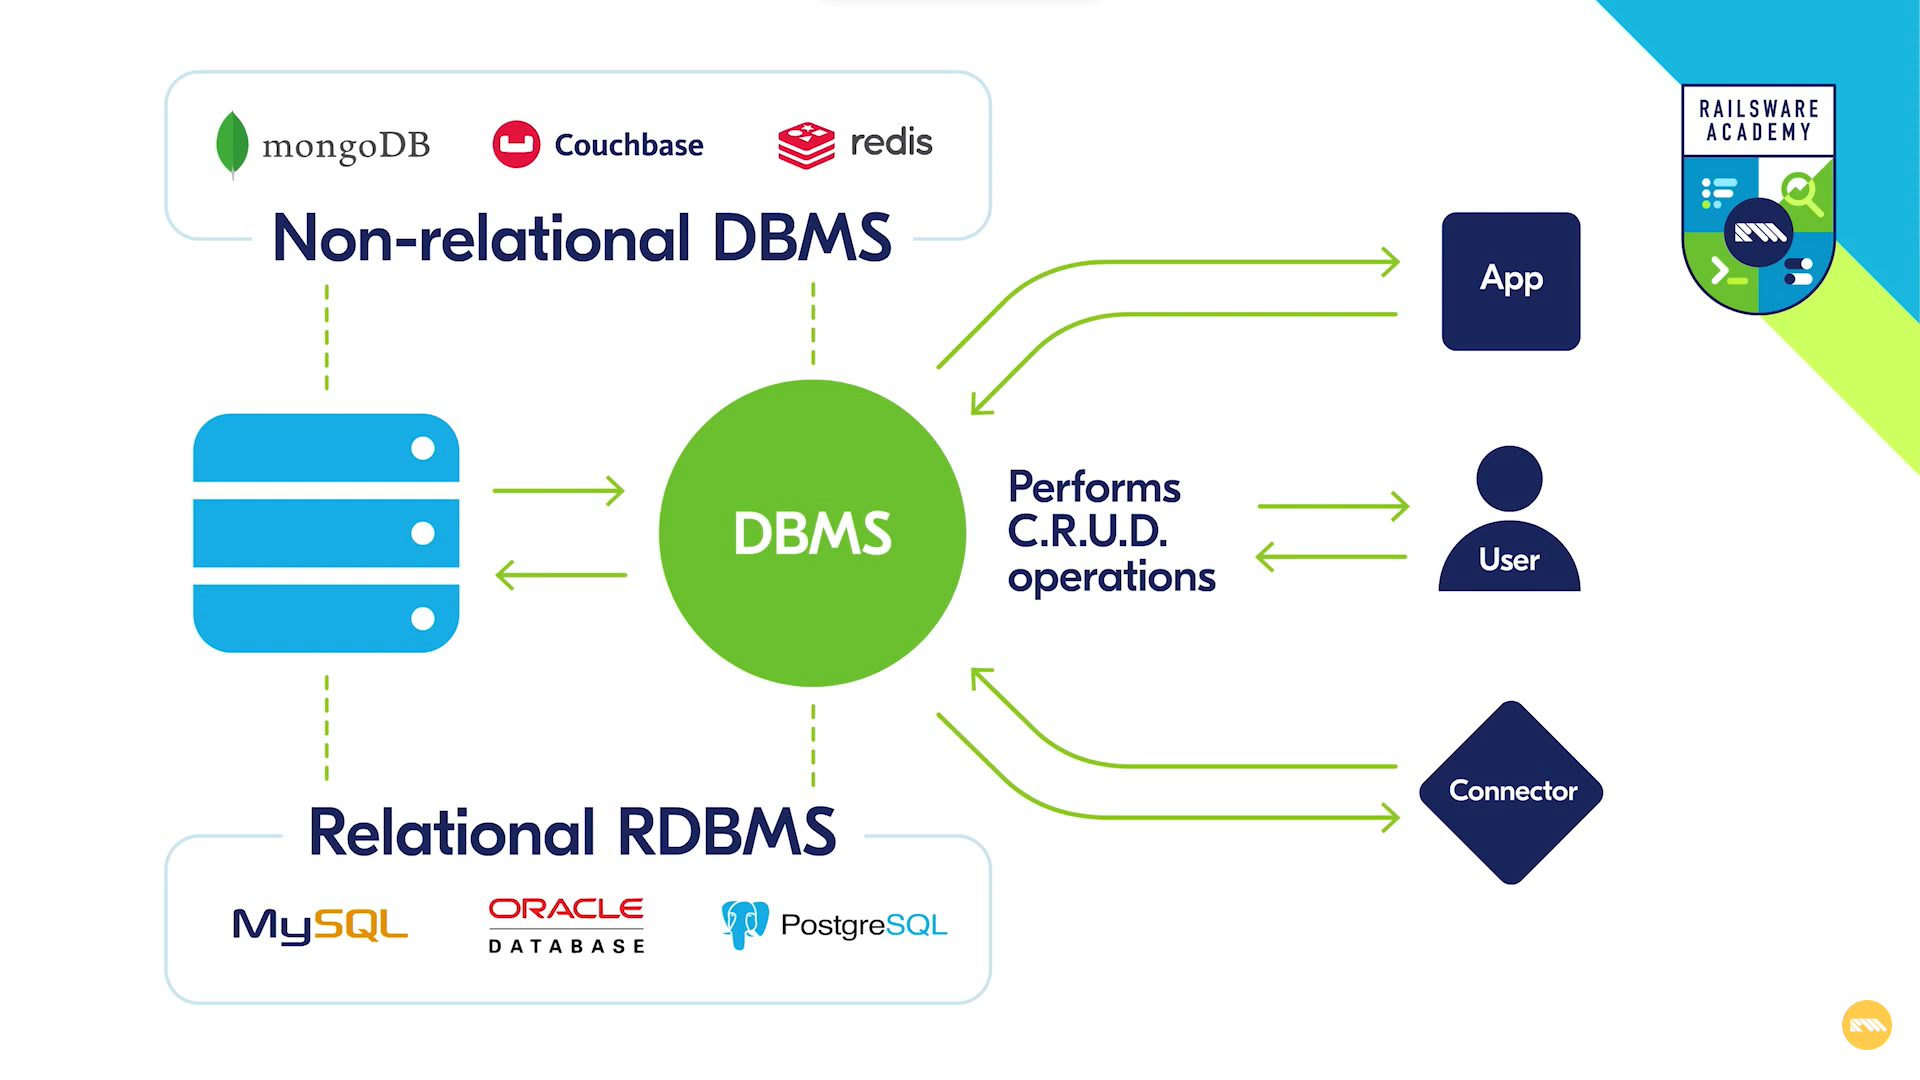 mongoDB
Couchbase
redis
Non-relational DBMS
RAILSWARE
ACADEMY
App
DBMS
Performs
C.R.U.D.
operations
User
Connector
Relational RDBMS
MySQL
ORACLE
DATABASE
PostgreSQL